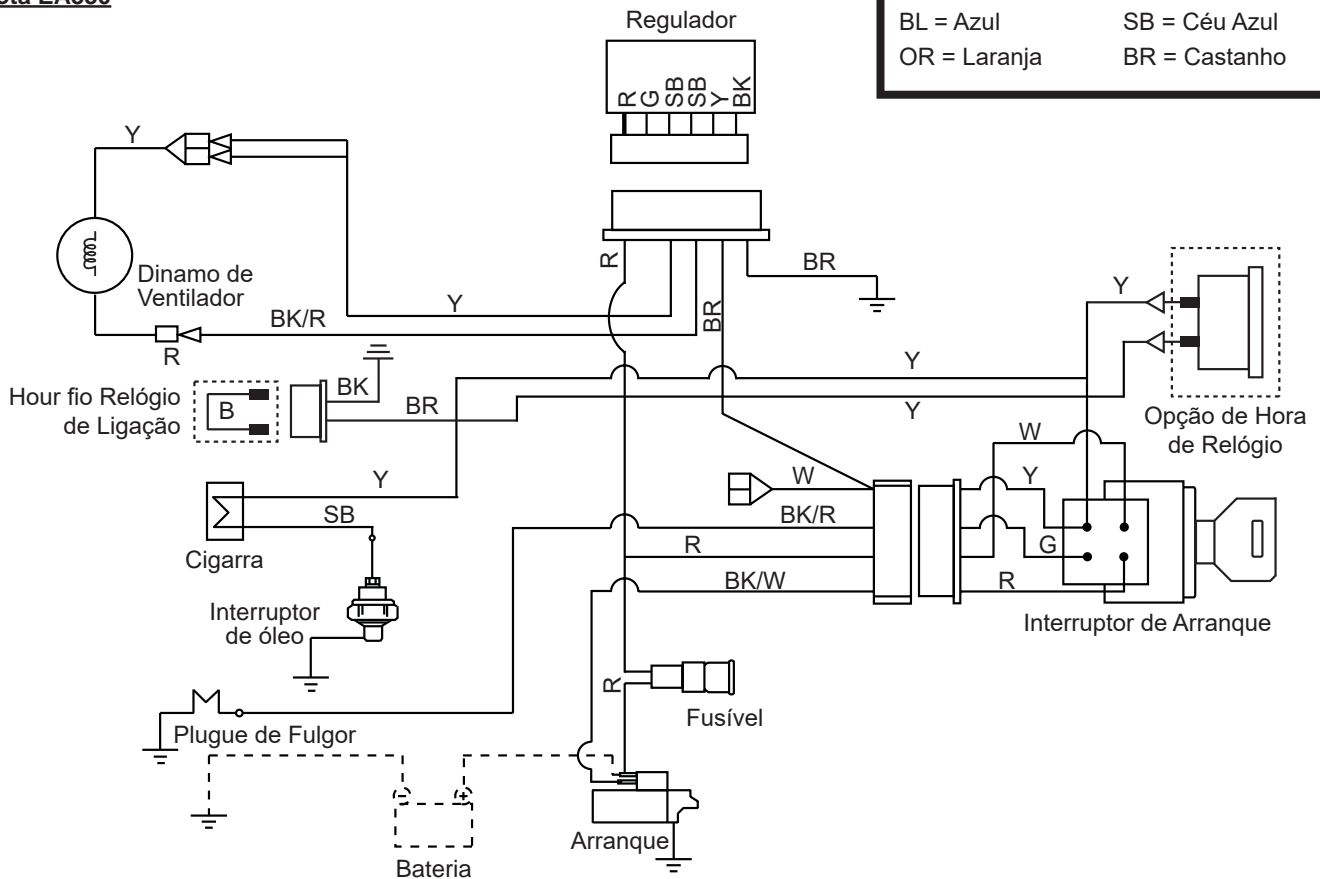 Regulador
BL = Azul
SB = Céu Azul
OR = Laranja
BR = Castanho
R
G
SB
SB
Y
BK
Y
Dinamo de
Ventilador
R
BR
Y
BR
Y
BK/R
R
Hour fio Relógio
de Ligação
B
BK
BR
Y
Y
Opção de Hora
de Relógio
W
Y
W
Y
SB
BK/R
G
Cigarra
R
BK/W
R
Interruptor
de óleo
Interruptor de Arranque
R
Fusível
Plugue de Fulgor
Arranque
Bateria